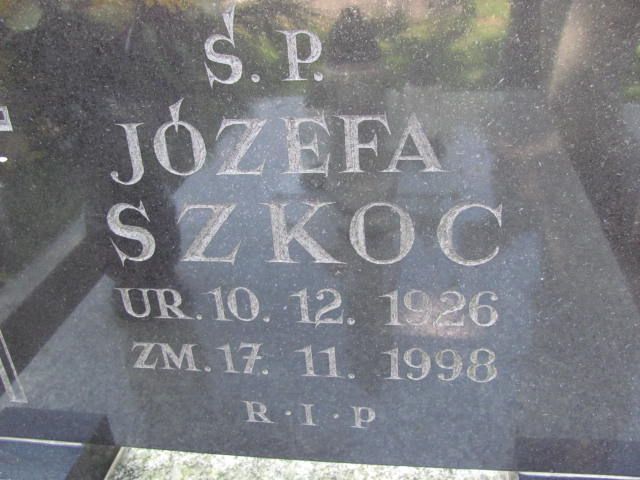 Ś. P.
JÓZEFA
SZKOC
UR. 10. 12. 1926
ZM. 17. 11. 1998
R · I · P